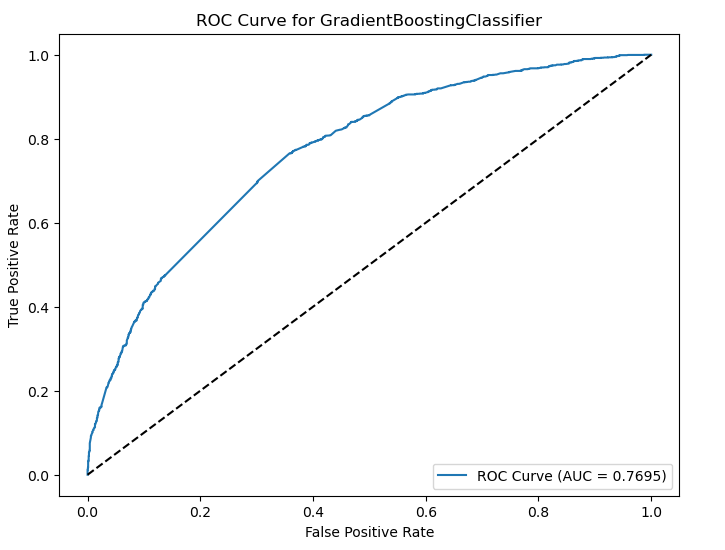 ROC Curve for GradientBoostingClassifier
True Positive Rate
1.0
0.8
0.6
0.4
0.2
0.0
ROC Curve (AUC = 0.7695)
0.0 0.2 0.4 0.6 0.8 1.0
False Positive Rate